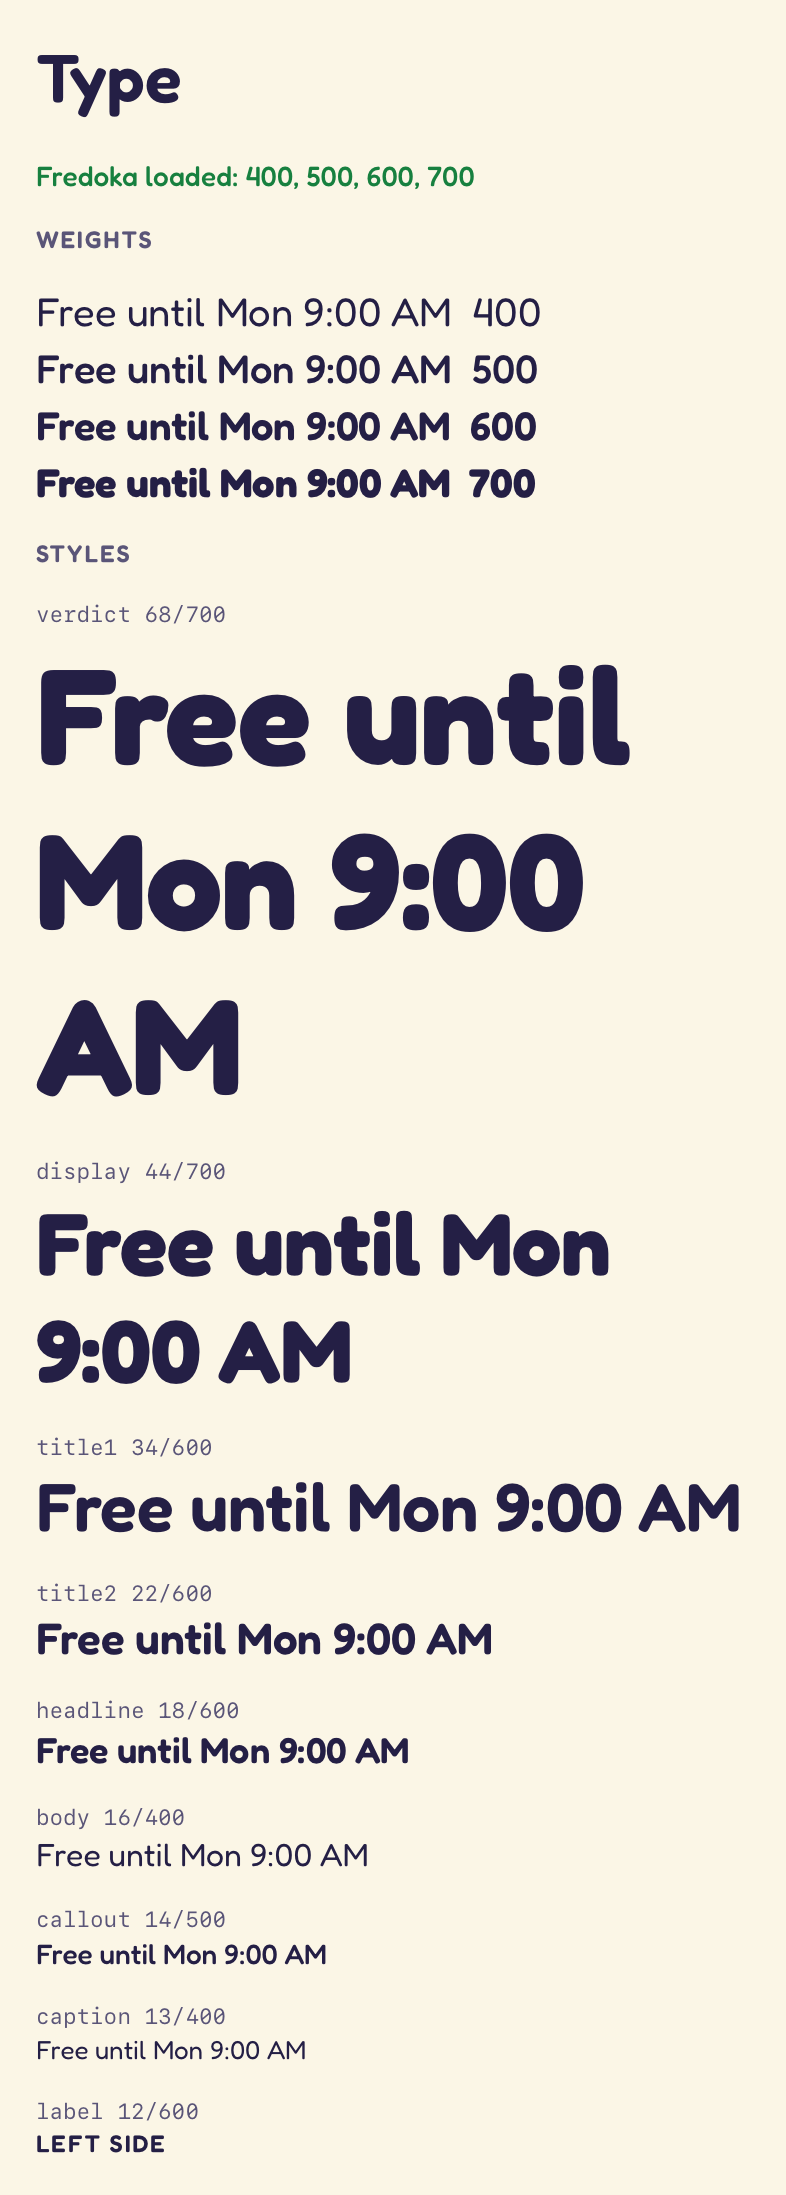 Type
Fredoka loaded: 400, 500, 600, 700
WEIGHTS
Free until Mon 9:00 AM 400
Free until Mon 9:00 AM 500
Free until Mon 9:00 AM 600
Free until Mon 9:00 AM 700
STYLES
verdict 68/700
Free until
Mon 9:00
AM
display 44/700
Free until Mon
9:00 AM
title1 34/600
Free until Mon 9:00 AM
title2 22/600
Free until Mon 9:00 AM
headline 18/600
Free until Mon 9:00 AM
body 16/400
Free until Mon 9:00 AM
callout 14/500
Free until Mon 9:00 AM
caption 13/400
Free until Mon 9:00 AM
label 12/600
LEFT SIDE